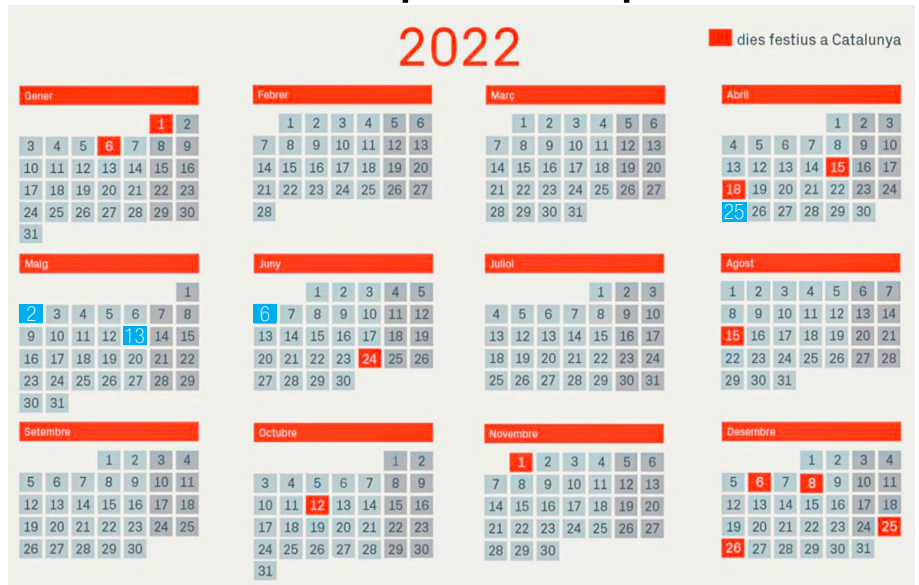 2022
dies festius a Catalunya
Gener
1 2
3 4 5 6 7 8 9
10 11 12 13 14 15 16
17 18 19 20 21 22 23
24 25 26 27 28 29 30
31
Febrer
1 2 3 4 5 6
7 8 9 10 11 12 13
14 15 16 17 18 19 20
21 22 23 24 25 26 27
28
Març
1 2 3 4 5 6
7 8 9 10 11 12 13
14 15 16 17 18 19 20
21 22 23 24 25 26 27
28 29 30 31
Abril
1 2 3
4 5 6 7 8 9 10
13 12 13 14 15 16 17
18 19 20 21 22 23 24
25 26 27 28 29 30
Maig
1
2 3 4 5 6 7 8
9 10 11 12 13 14 15
16 17 18 19 20 21 22
23 24 25 26 27 28 29
30 31
Juny
1 2 3 4 5
6 7 8 9 10 11 12
13 14 15 16 17 18 19
20 21 22 23 24 25 26
27 28 29 30
Juliol
1 2 3
4 5 6 7 8 9 10
13 12 13 14 15 16 17
18 19 20 21 22 23 24
25 26 27 28 29 30 31
Agost
1 2 3 4 5 6 7
8 9 10 11 12 13 14
15 16 17 18 19 20 21
22 23 24 25 26 27 28
29 30 31
Setembre
1 2 3 4
5 6 7 8 9 10 11
12 13 14 15 16 17 18
19 20 21 22 23 24 25
26 27 28 29 30
Octubre
1 2
3 4 5 6 7 8 9
10 11 12 13 14 15 16
17 18 19 20 21 22 23
24 25 26 27 28 29 30
31
Novembre
1 2 3 4 5 6
7 8 9 10 11 12 13
14 15 16 17 18 19 20
21 22 23 24 25 26 27
28 29 30
Desembre
1 2 3 4
5 6 7 8 9 10 11
12 13 14 15 16 17 18
19 20 21 22 23 24 25
26 27 28 29 30 31